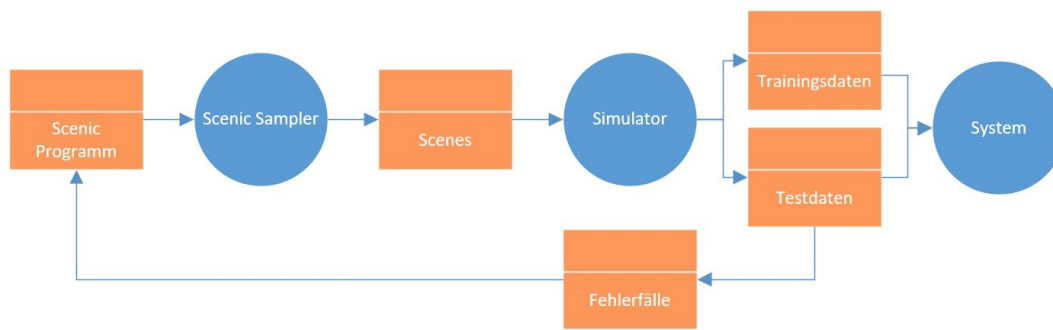 Scenic
Programm
Scenic Sampler
Scenes
Simulator
Trainingsdaten
Testdaten
System
Fehlerfälle